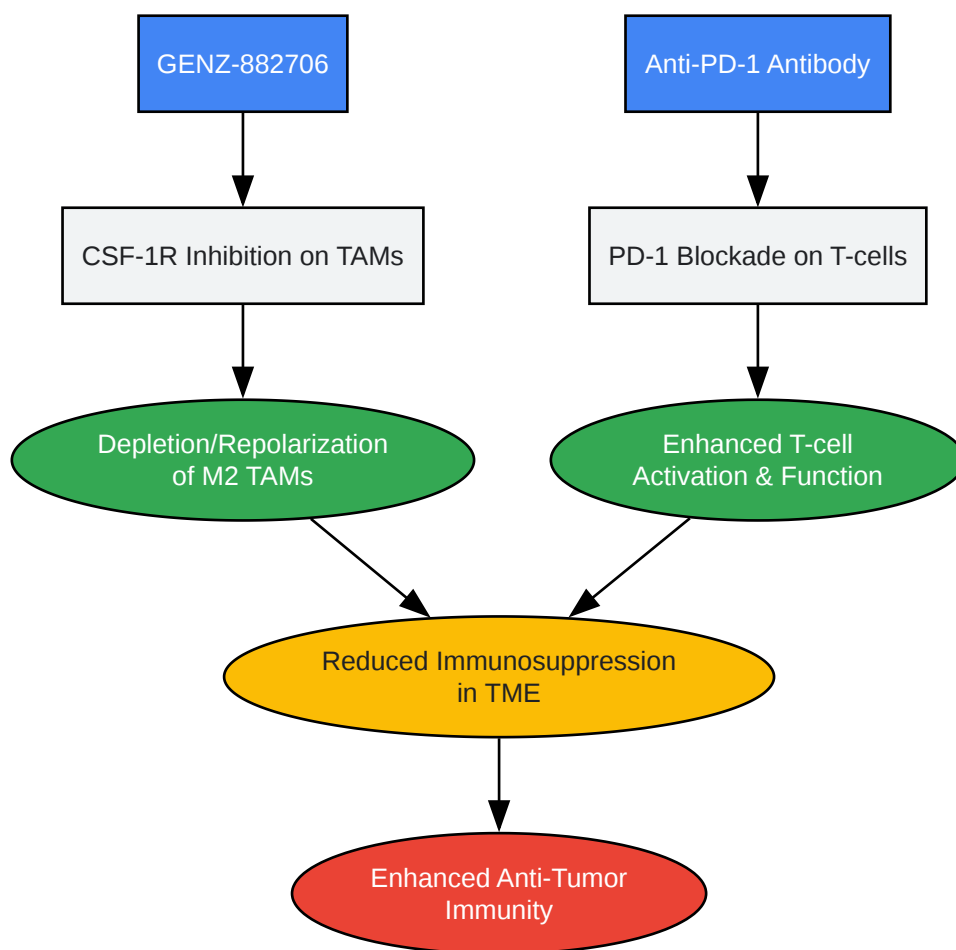 GENZ-882706
Anti-PD-1 Antibody
CSF-1R Inhibition on TAMs
PD-1 Blockade on T-cells
Depletion/Repolarization
of M2 TAMs
Enhanced T-cell
Activation & Function
Reduced Immunosuppression
in TME
Enhanced Anti-Tumor
Immunity